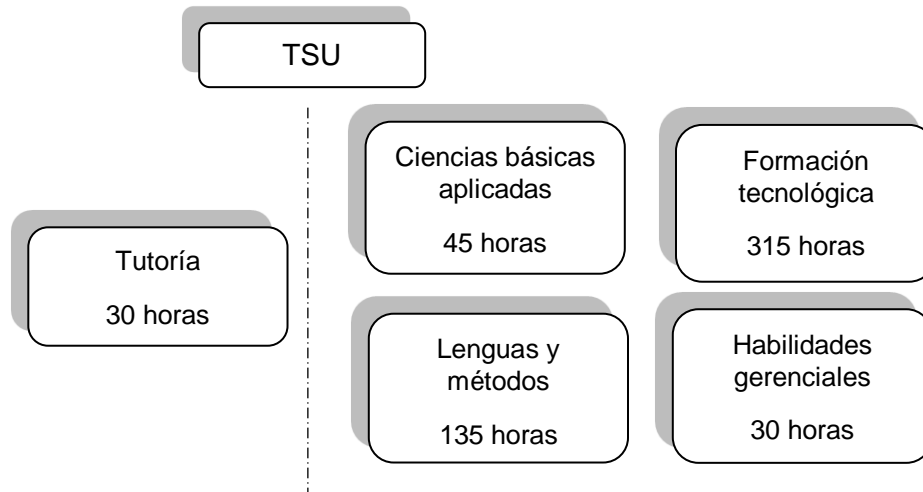 TSU
Tutoría
30 horas
Ciencias básicas
aplicadas
45 horas
Formación
tecnológica
315 horas
Lenguas y
métodos
135 horas
Habilidades
gerenciales
30 horas